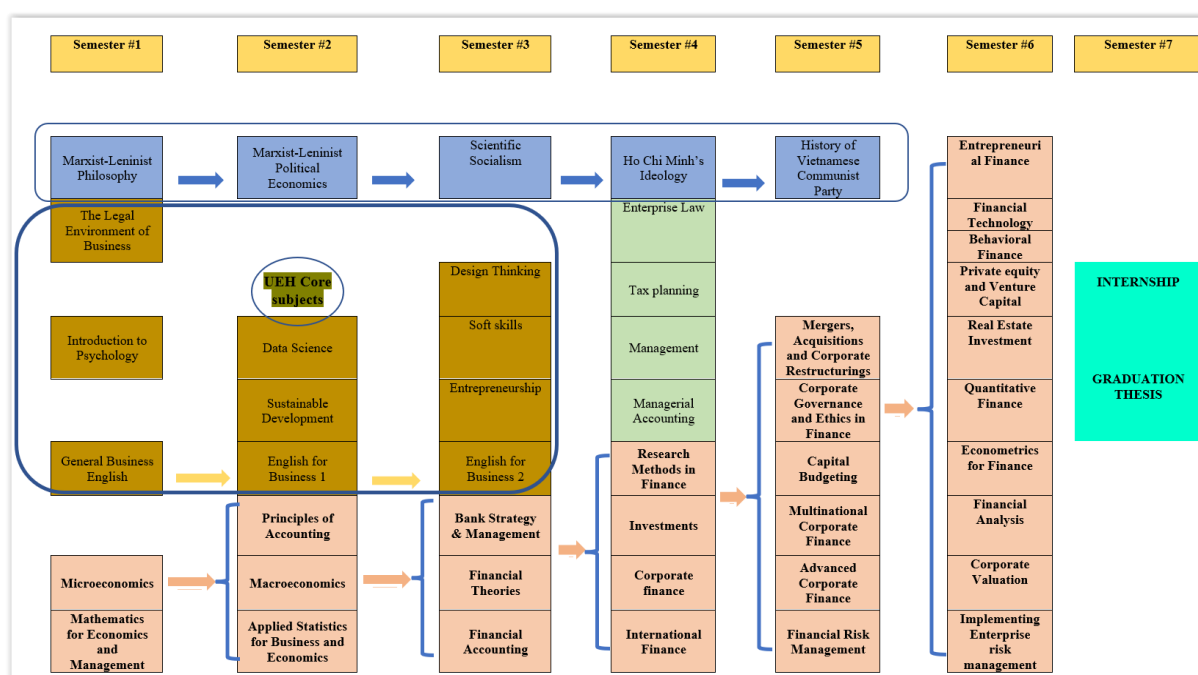 Semester #1
Semester #2
Semester #3
Semester #4
Semester #5
Semester #6
Semester #7
Marxist-Leninist
Philosophy
Marxist-Leninist
Political
Economics
Scientific
Socialism
Ho Chi Minh's
Ideology
History of
Vietnamese
Communist
Party
Entrepreneuri
al Finance
The Legal
Environment of
Business
Enterprise Law
Financial
Technology
Behavioral
Finance
UEH Core
subjects
Design Thinking
Tax planning
Private equity
and Venture
Capital
INTERNSHIP
Introduction to
Psychology
Data Science
Soft skills
Management
Mergers,
Acquisitions
and Corporate
Restructurings
Real Estate
Investment
Sustainable
Development
Entrepreneurship
Managerial
Accounting
Corporate
Governance
and Ethics in
Finance
Quantitative
Finance
GRADUATION
THESIS
General Business
English
English for
Business 1
English for
Business 2
Research
Methods in
Finance
Capital
Budgeting
Econometrics
for Finance
Principles of
Accounting
Bank Strategy
& Management
Investments
Multinational
Corporate
Finance
Financial
Analysis
Microeconomics
Macroeconomics
Financial
Theories
Corporate
finance
Advanced
Corporate
Finance
Corporate
Valuation
Mathematics
for Economics
and
Management
Applied Statistics
for Business and
Economics
Financial
Accounting
International
Finance
Financial Risk
Management
Implementing
Enterprise
risk
management